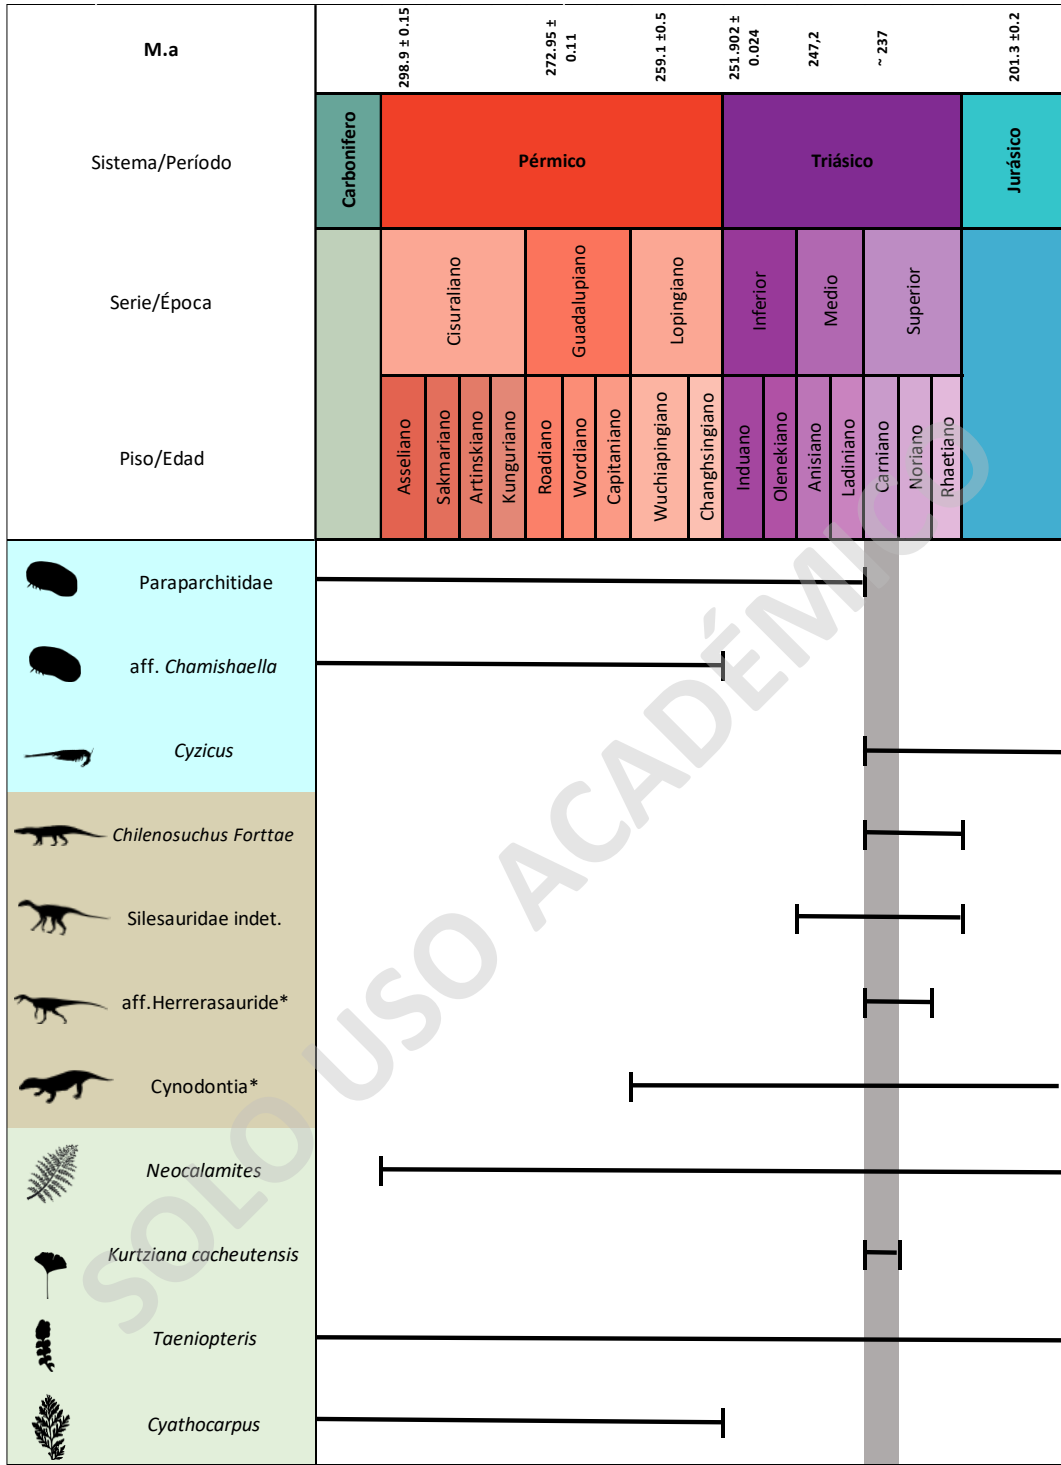 M.a
298.9 ± 0.15
272.95 ±
0.11
259.1 ±0.5
251.902 ±
0.024
247,2
~ 237
201.3 ±0.2
Sistema/Período
Carbonifero
Pérmico
Triásico
Jurásico
Serie/Época
Cisuraliano
Guadalupiano
Lopingiano
Inferior
Medio
Superior
Piso/Edad
Asseliano
Sakmariano
Artinskiano
Kunguriano
Roadiano
Wordiano
Capitaniano
Wuchiapingiano
Changhsingiano
Induano
Olenekiano
Anisiano
Ladiniano
Carniano
Noriano
Rhaetiano
Paraparchitidae
aff. Chamishaella
Cyzicus
Chilenosuchus Forttae
Silesauridae indet.
aff.Herrerasauride*
Cynodontia*
Neocalamites
Kurtziana cacheutensis
Taeniopteris
Cyathocarpus
SOLO USO ACADÉMICO